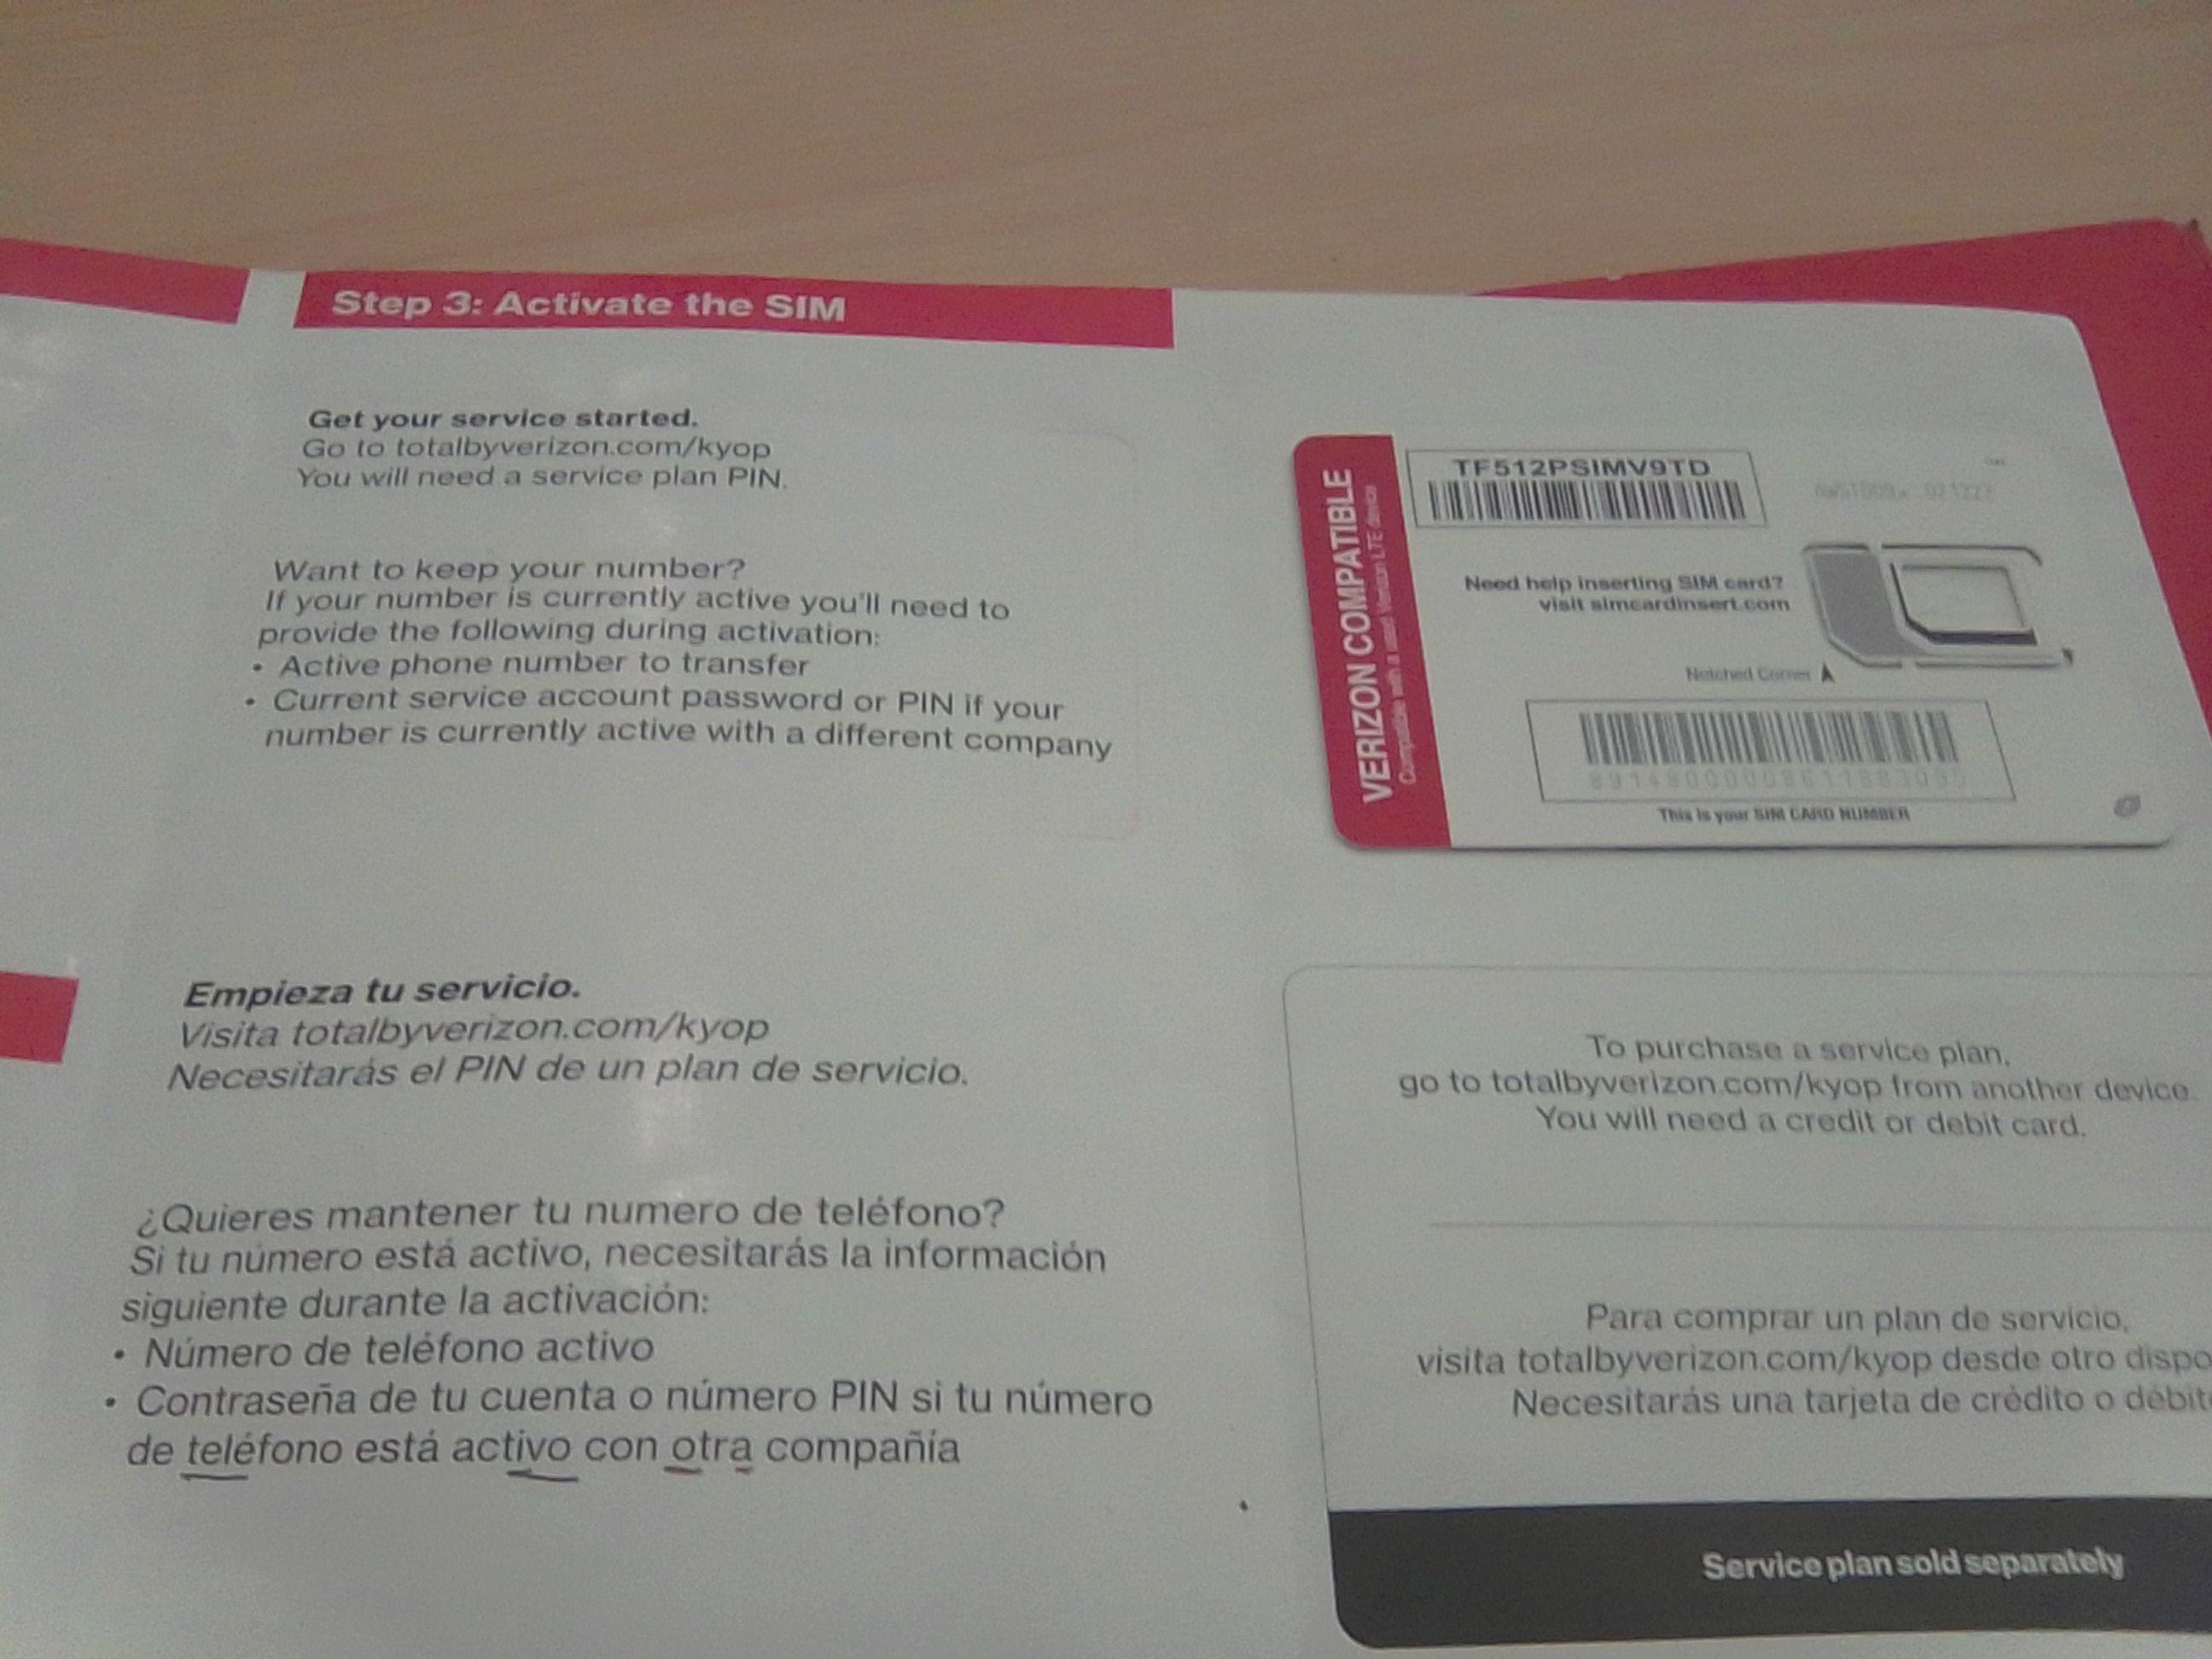 Step 3: Activate the SIM
Get your service started.
Go to totalbyverizon.com/kyop
You will need a service plan PIN.
Want to keep your number?
If your number is currently active you'll need to
provide the following during activation:
• Active phone number to transfer
• Current service account password or PIN if your
number is currently active with a different company
Empieza tu servicio.
Visita totalbyverizon.com/kyop
Necesitarás el PIN de un plan de servicio.
¿Quieres mantener tu numero de teléfono?
Si tu número está activo, necesitarás la información
siguiente durante la activación:
• Número de teléfono activo
• Contraseña de tu cuenta o número PIN si tu número
de teléfono está activo con otra compañía
VERIZON COMPATIBLE
Compatible with a used Verizon LTE device
TF512PSIMV9TD
Need help inserting SIM card?
visit simcardinsert.com
Notched Corner
This is your SIM CARD NUMBER
To purchase a service plan,
go to totalbyverizon.com/kyop from another device.
You will need a credit or debit card.
Para comprar un plan de servicio,
visita totalbyverizon.com/kyop desde otro dispo
Necesitarás una tarjeta de crédito o débit
Service plan sold separately